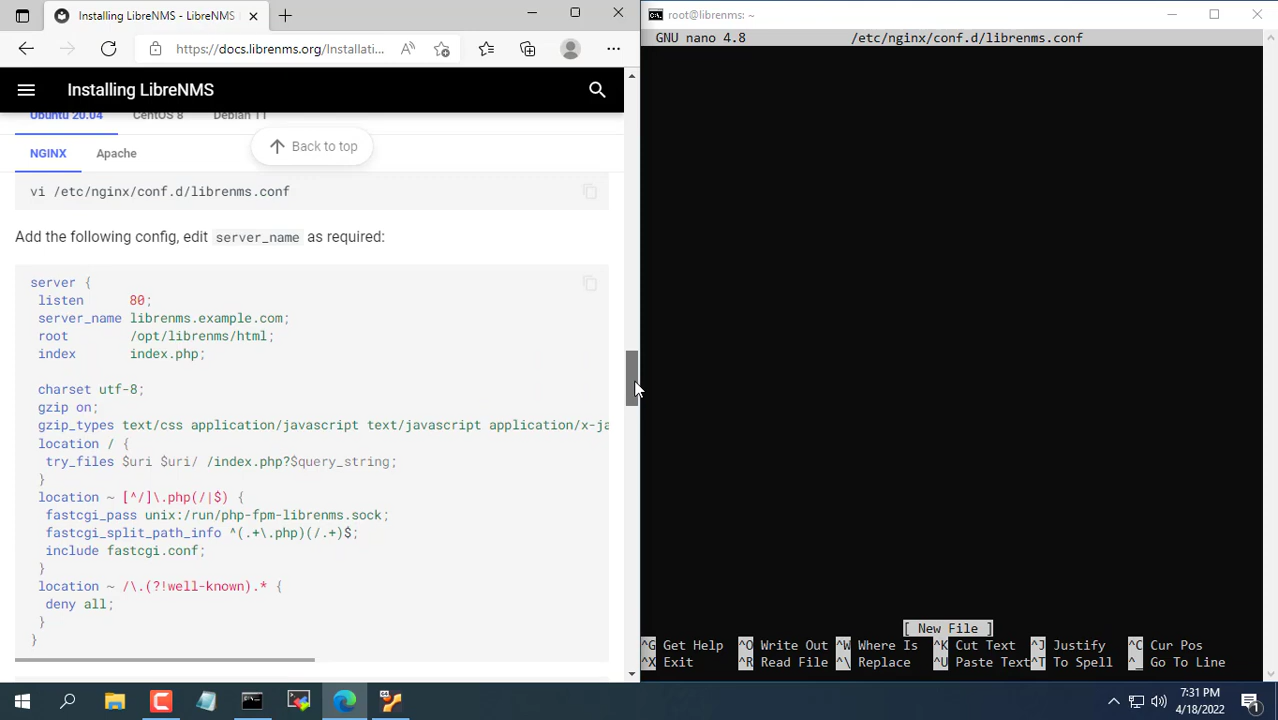 Installing LibreNMS - LibreNMS
root@librenms: ~
https://docs.librenms.org/Installati...
GNU nano 4.8 /etc/nginx/conf.d/librenms.conf
Installing LibreNMS
Ubuntu 20.04 CentOS 8 Debian 11
Back to top
NGINX Apache
vi /etc/nginx/conf.d/librenms.conf
Add the following config, edit server_name as required:
server {
listen 80;
server_name librenms.example.com;
root /opt/librenms/html;
index index.php;
charset utf-8;
gzip on;
gzip_types text/css application/javascript text/javascript application/x-ja
location / {
try_files $uri $uri/ /index.php?$query_string;
}
location ~ [^/]\.php(/|$) {
fastcgi_pass unix:/run/php-fpm-librenms.sock;
fastcgi_split_path_info ^(.+\.php)(/.+)$;
include fastcgi.conf;
}
location ~ /\.(?!well-known).* {
deny all;
}
}
[ New File ]
^G Get Help ^O Write Out ^W Where Is ^K Cut Text ^J Justify ^C Cur Pos
^X Exit ^R Read File ^\ Replace ^U Paste Text ^T To Spell ^_ Go To Line
7:31 PM
4/18/2022
1